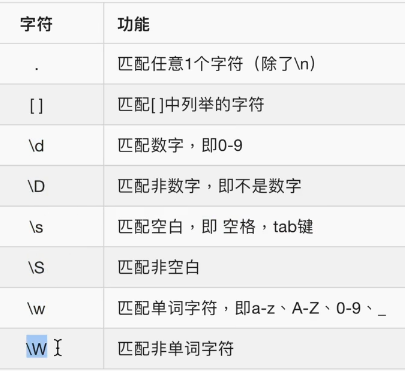 字符 功能
. 匹配任意1个字符（除了\n）
[ ] 匹配[ ]中列举的字符
\d 匹配数字，即0-9
\D 匹配非数字，即不是数字
\s 匹配空白，即 空格，tab键
\S 匹配非空白
\w 匹配单词字符，即a-z、A-Z、0-9、_
\W 匹配非单词字符